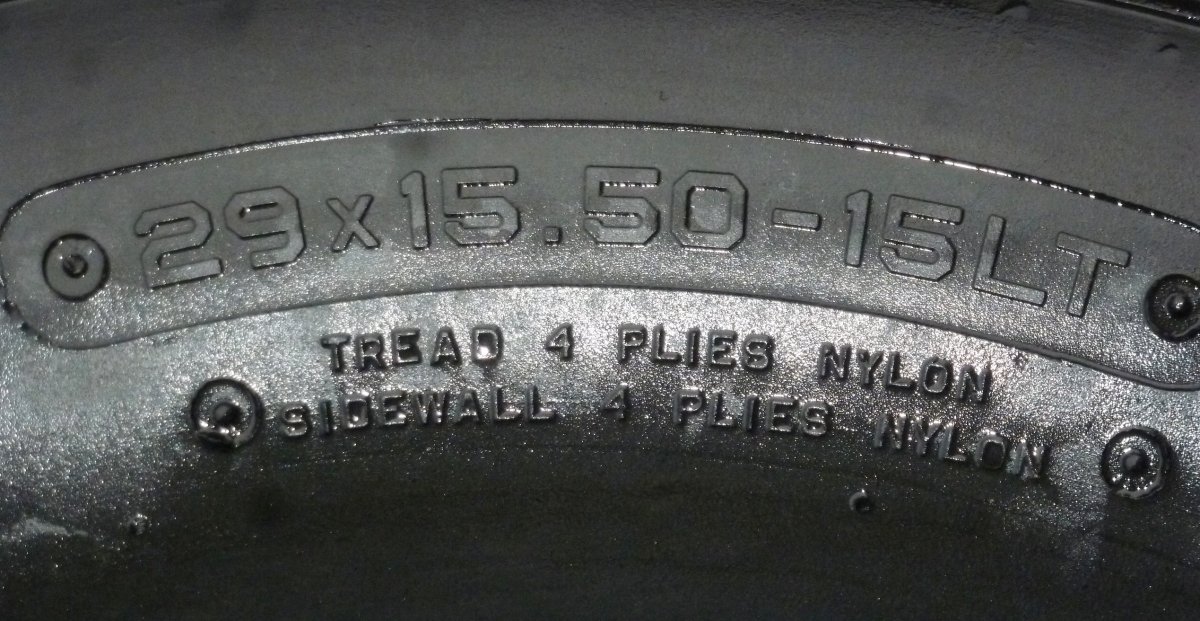 29x15.50-15LT
TREAD 4 PLIES NYLON
SIDEWALL 4 PLIES NYLON